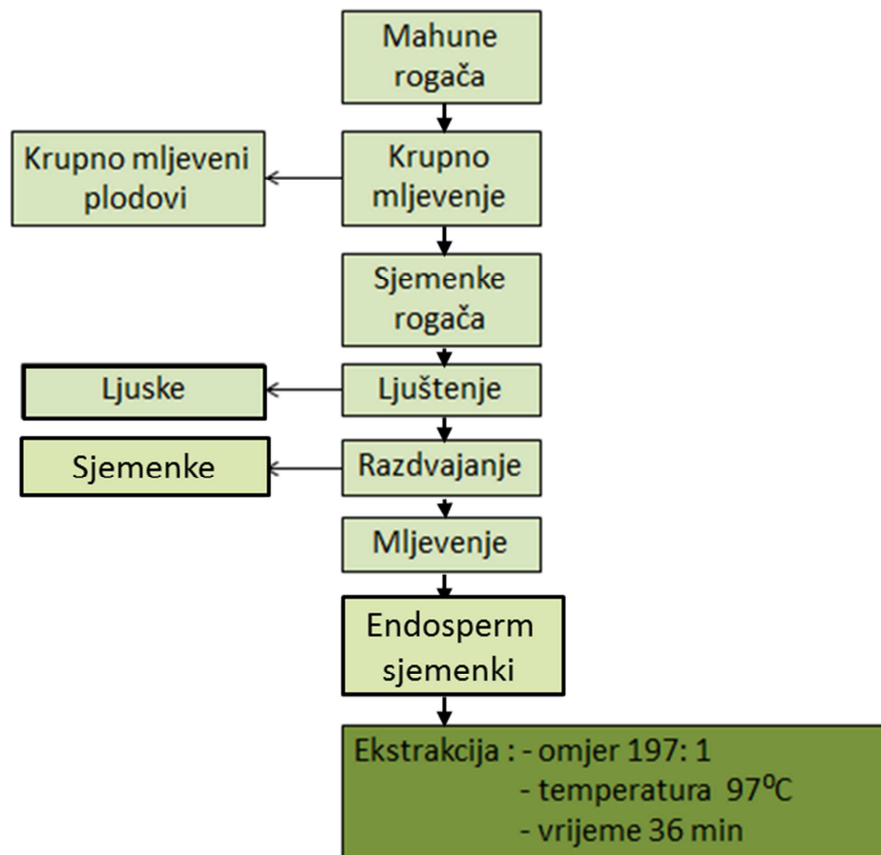 Mahune
rogača
Krupno mljeveni
plodovi
Krupno
mljevenje
Sjemenke
rogača
Ljuske
Ljuštenje
Sjemenke
Razdvajanje
Mljevenje
Endosperm
sjemenki
Ekstrakcija : - omjer 197: 1
- temperatura 97⁰C
- vrijeme 36 min